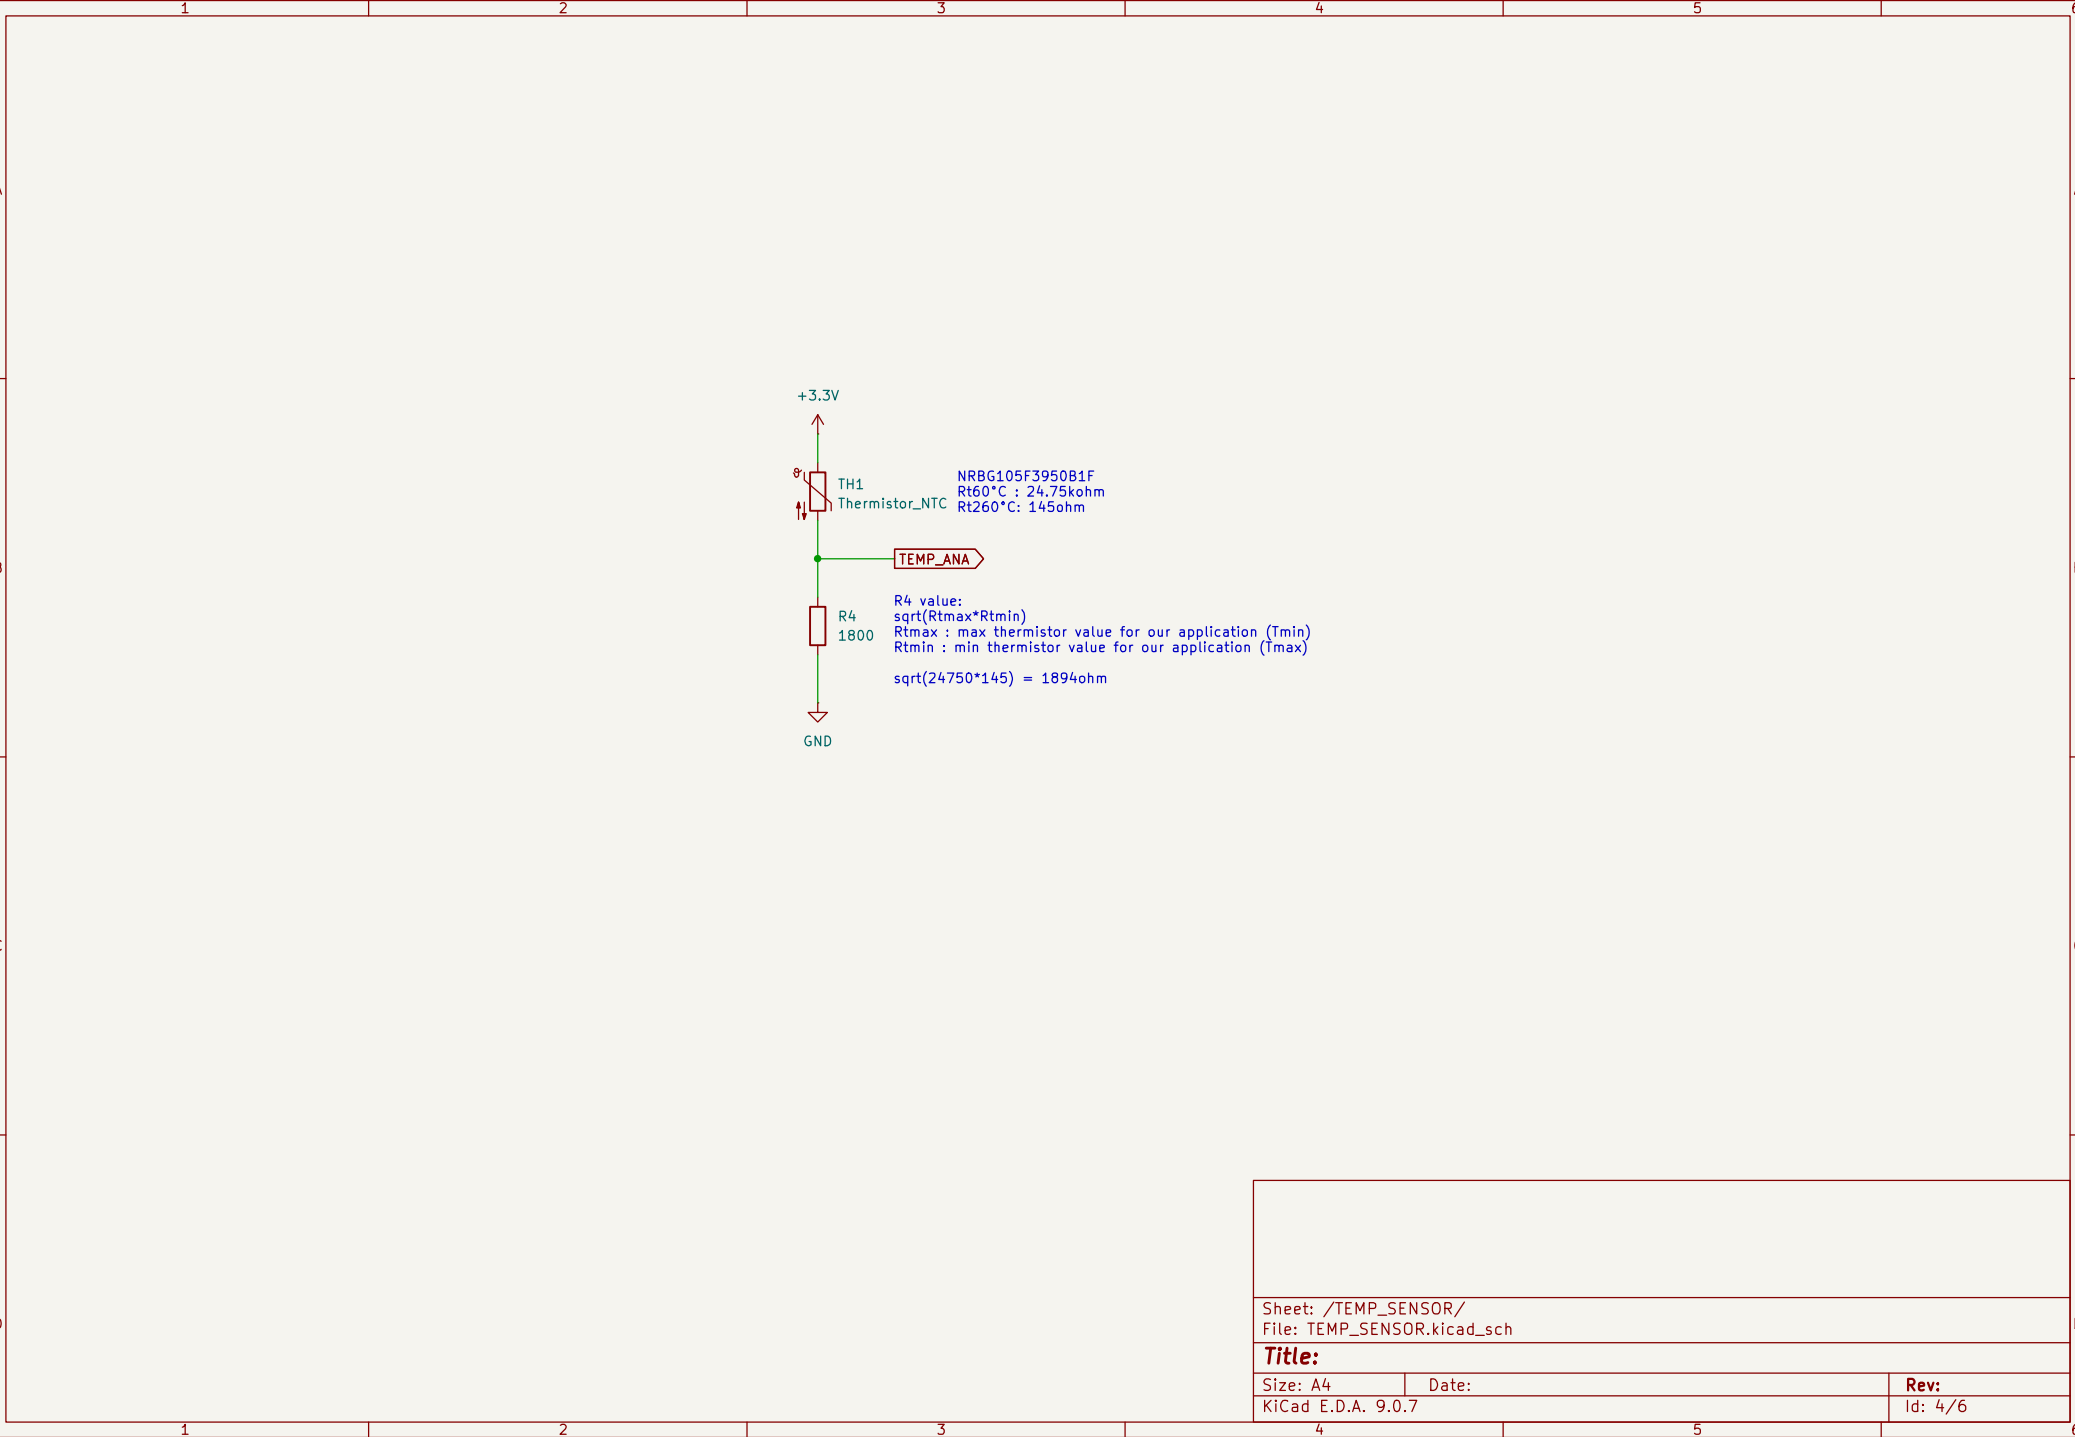 1 2 3 4 5
+3.3V
ϑ
TH1
Thermistor_NTC
NRBG105F3950B1F
Rt60°C : 24.75kohm
Rt260°C: 145ohm
TEMP_ANA
R4
1800
R4 value:
sqrt(Rtmax*Rtmin)
Rtmax : max thermistor value for our application (Tmin)
Rtmin : min thermistor value for our application (Tmax)
sqrt(24750*145) = 1894ohm
GND
Sheet: /TEMP_SENSOR/
File: TEMP_SENSOR.kicad_sch
Title:
Size: A4
Date:
Rev:
KiCad E.D.A. 9.0.7
Id: 4/6
1 2 3 4 5